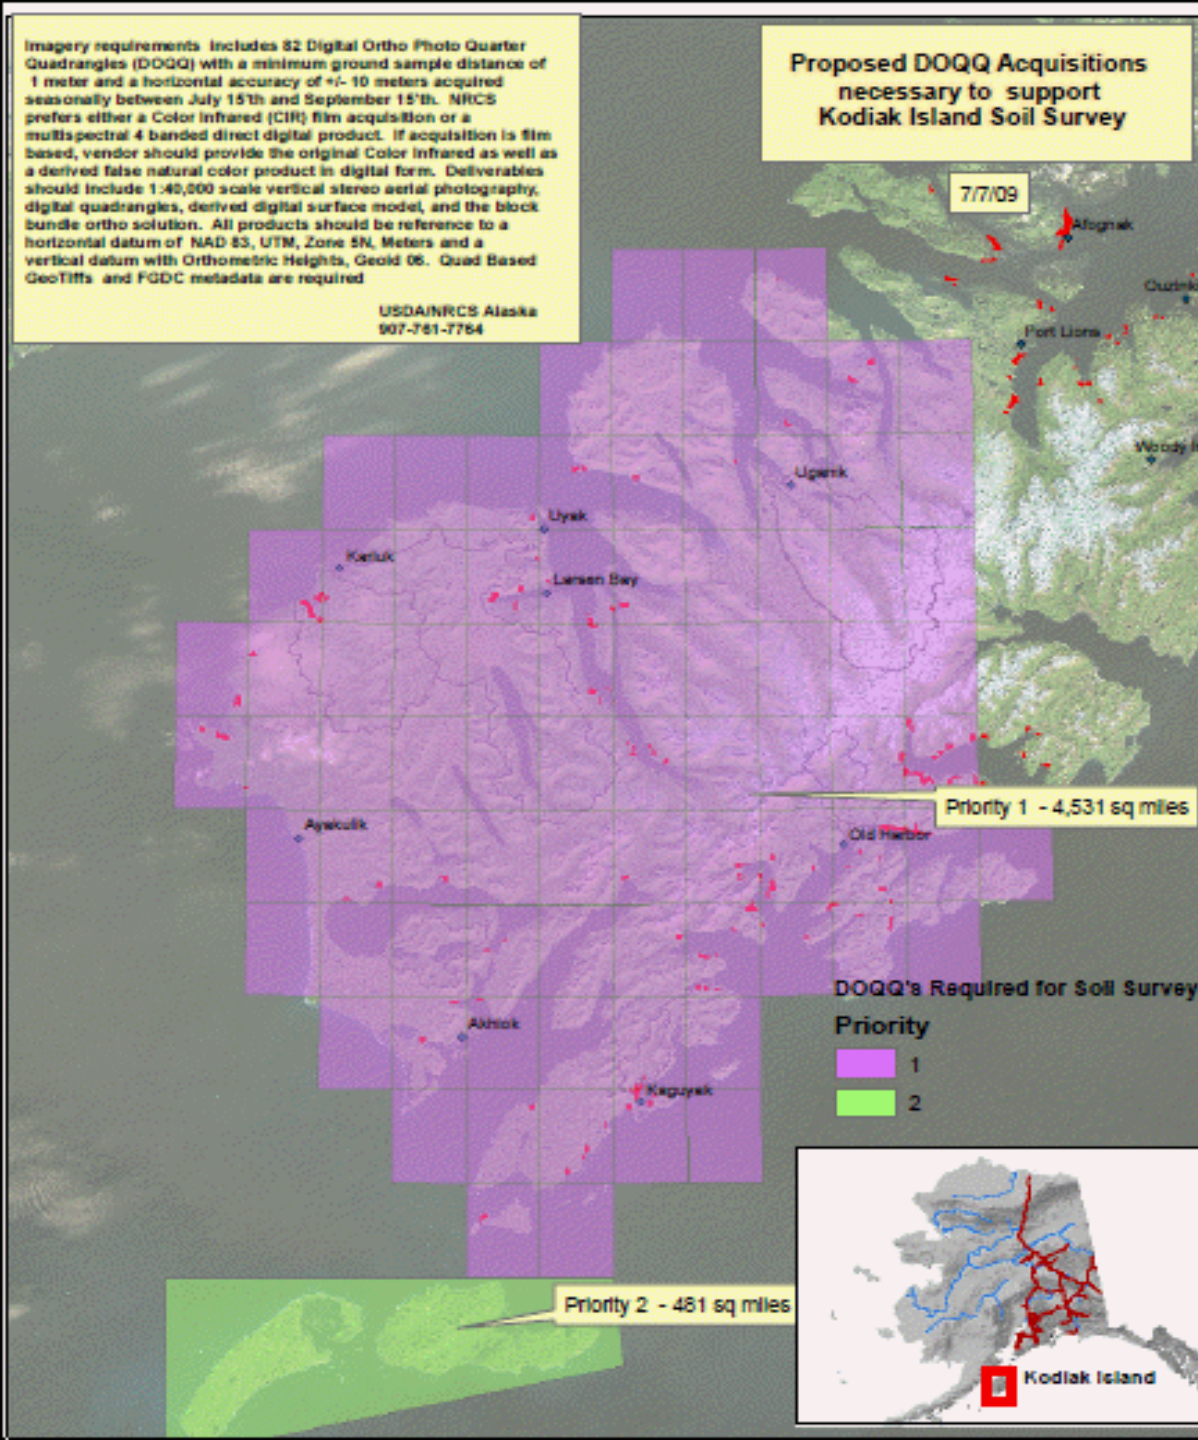 Imagery requirements includes 82 Digital Ortho Photo Quarter
Quadrangles (DOQQ) with a minimum ground sample distance of
1 meter and a horizontal accuracy of +/- 10 meters acquired
seasonally between July 15'th and September 15'th. NRCS
prefers either a Color Infrared (CIR) film acquisition or a
multispectral 4 banded direct digital product. If acquisition is film
based, vendor should provide the original Color Infrared as well as
a derived false natural color product in digital form. Deliverables
should include 1:40,000 scale vertical stereo aerial photography,
digital quadrangles, derived digital surface model, and the block
bundle ortho solution. All products should be reference to a
horizontal datum of NAD 83, UTM, Zone 5N, Meters and a
vertical datum with Orthometric Heights, Geoid 06. Quad Based
GeoTiffs and FGDC metadata are required
USDA/NRCS Alaska
907-761-7764
Proposed DOQQ Acquisitions
necessary to support
Kodiak Island Soil Survey
7/7/09
Afognak
Ouzinki
Port Lions
Woody I
Uganik
Uyak
Karluk
Larsen Bay
Priority 1 - 4,531 sq miles
Ayakulik
Old Harbor
DOQQ's Required for Soil Survey
Priority
1
2
Akhiok
Kaguyak
Priority 2 - 481 sq miles
Kodiak Island